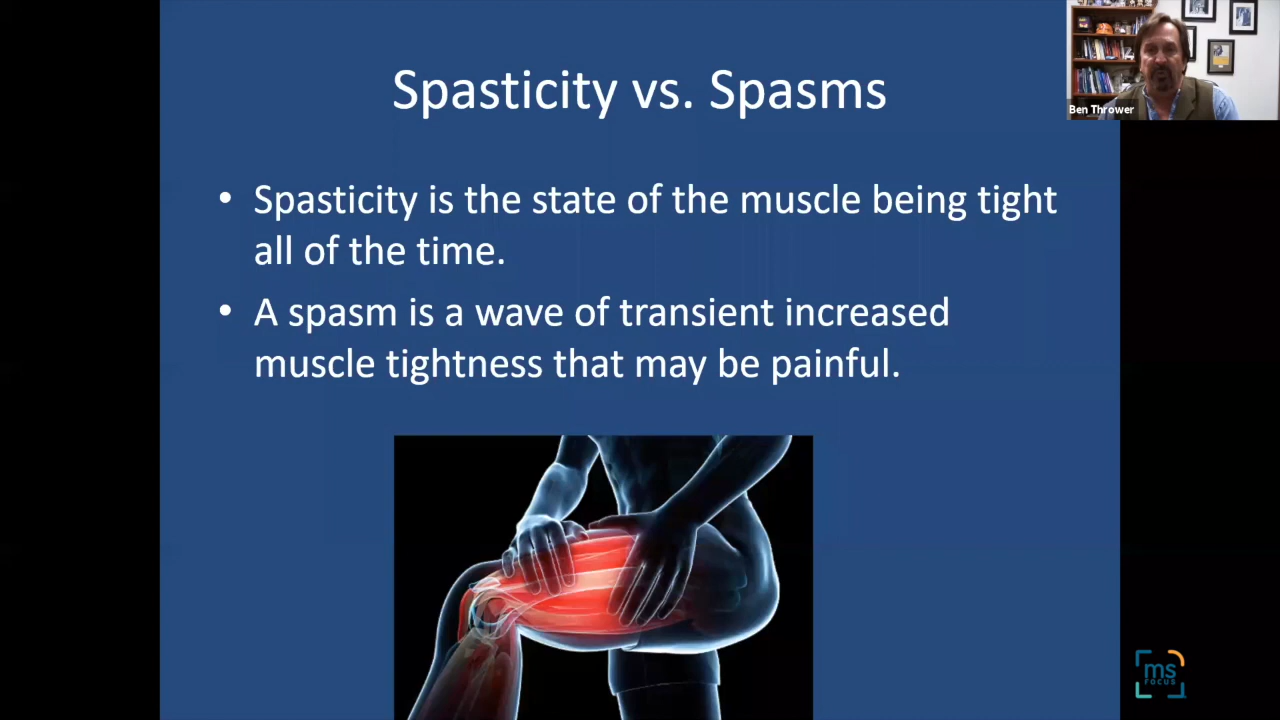 Spasticity vs. Spasms
Ben Thrower
• Spasticity is the state of the muscle being tight
all of the time.
• A spasm is a wave of transient increased
muscle tightness that may be painful.
ms
FOCUS